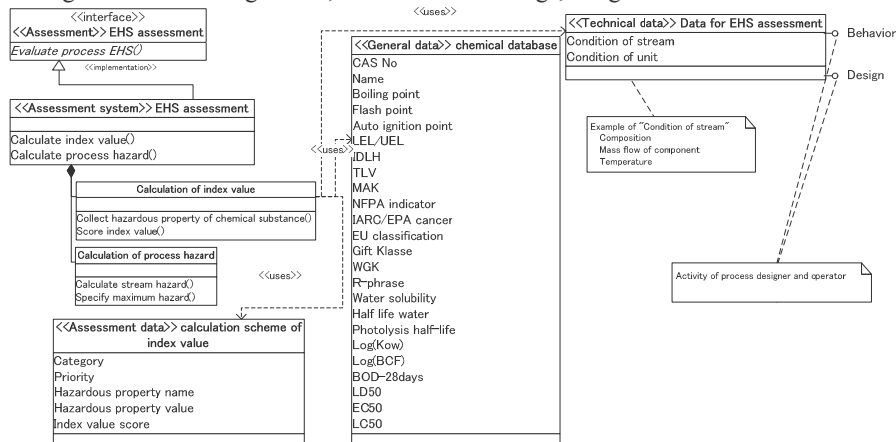 <<interface>>
<<Assessment>> EHS assessment
Evaluate process EHS()
<<implementation>>
<<Assessment system>> EHS assessment
Calculate index value()
Calculate process hazard()
Calculation of index value
Collect hazardous property of chemical substance()
Score index value()
Calculation of process hazard
Calculate stream hazard()
Specify maximum hazard()
<<uses>>
<<Assessment data>> calculation scheme of
index value
Category
Priority
Hazardous property name
Hazardous property value
Index value score
<<uses>>
<<uses>>
<<General data>> chemical database
CAS No
Name
Boiling point
Flash point
Auto ignition point
LEL/UEL
IDLH
TLV
MAK
NFPA indicator
IARC/EPA cancer
EU classification
Gift Klasse
WGK
R-phrase
Water solubility
Half life water
Photolysis half-life
Log(Kow)
Log(BCF)
BOD-28days
LD50
EC50
LC50
<<Technical data>> Data for EHS assessment
Condition of stream
Condition of unit
Behavior
Design
Example of "Condition of stream"
Composition
Mass flow of component
Temperature
Activity of process designer and operator